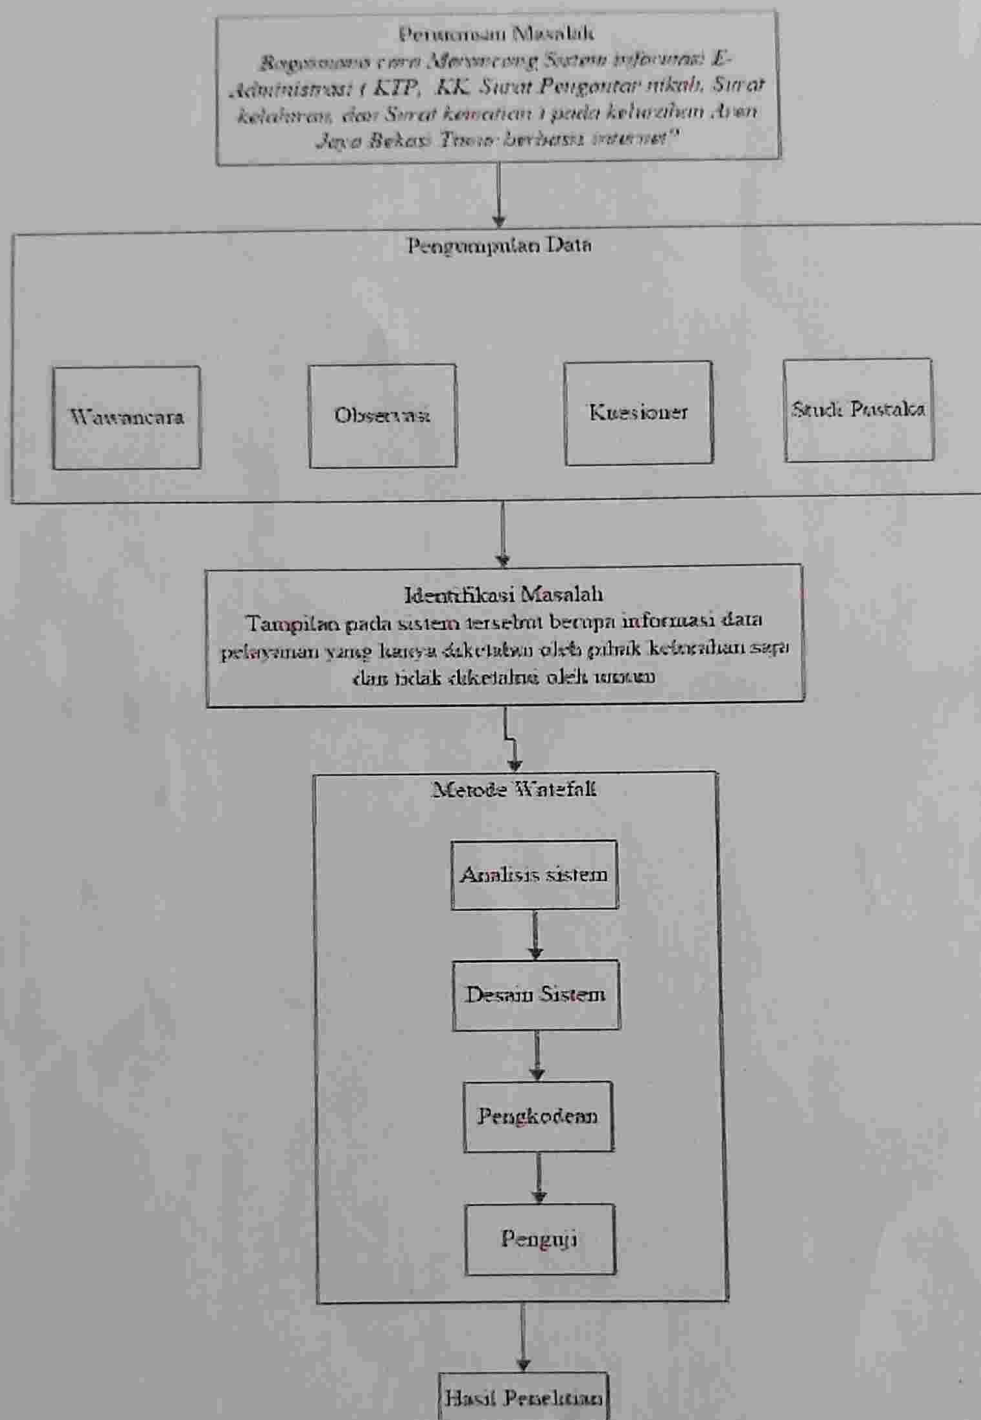 Perumusan Masalah
Bagaimana cara Merancang Sistem informasi E-
Administrasi ( KTP, KK, Surat Pengantar nikah, Surat
kelahiran, dan Surat kematian ) pada kelurahan Aren
Jaya Bekasi Timur berbasis internet"
Pengumpulan Data
Wawancara
Observasi
Kuesioner
Studi Pustaka
Identifikasi Masalah
Tampilan pada sistem tersebut berupa informasi data
pelayanan yang hanya diketahui oleh pihak kelurahan saja
dan tidak diketahui oleh umum
Metode Watefall
Analisis sistem
Desain Sistem
Pengkodean
Penguji
Hasil Penelitian